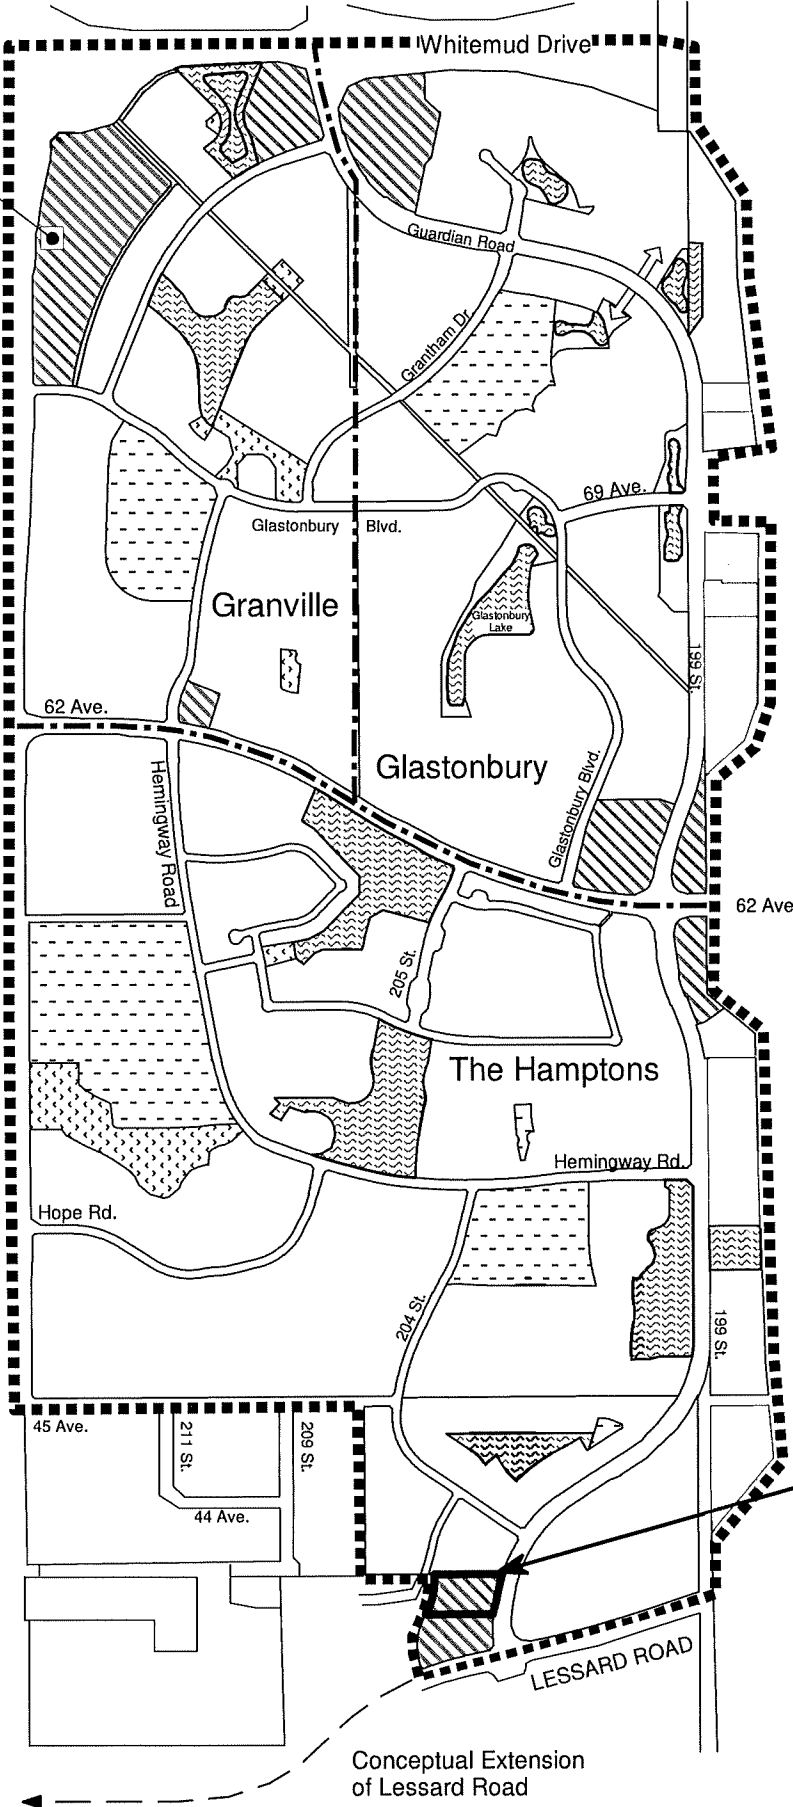 Whitemud Drive
Guardian Road
Grantham Dr.
69 Ave.
Glastonbury Blvd.
Granville
Glastonbury
Lake
199 St.
62 Ave.
Glastonbury
Glastonbury Blvd.
Hemingway Road
62 Ave
205 St.
The Hamptons
Hemingway Rd.
Hope Rd.
204 St.
199 St.
45 Ave.
211 St.
209 St.
44 Ave.
LESSARD ROAD
Conceptual Extension
of Lessard Road